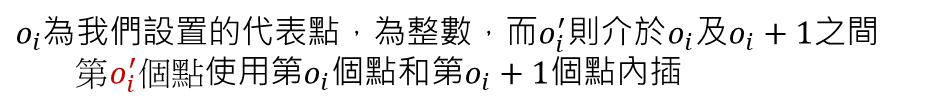 oᵢ為我們設置的代表點，為整數，而oᵢ′則介於oᵢ及oᵢ + 1之間
第oᵢ′個點使用第oᵢ個點和第oᵢ + 1個點內插